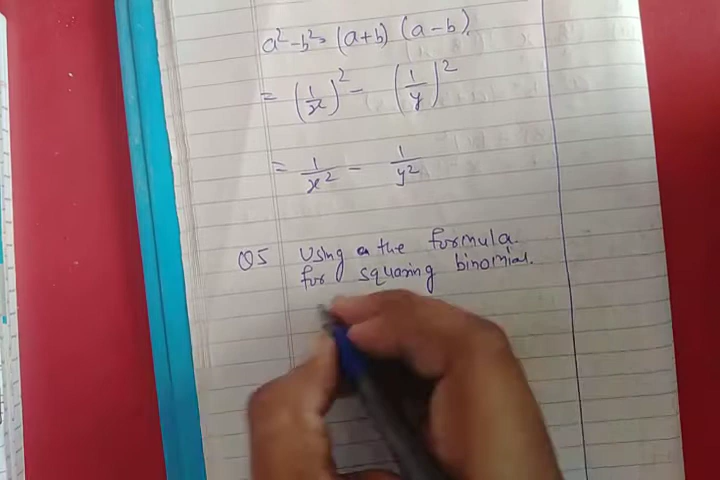 a² - b² = (a+b) (a-b).
= (1/x)² - (1/y)²
= 1/x² - 1/y²
Q5 Using the formula.
for squaring binomial.